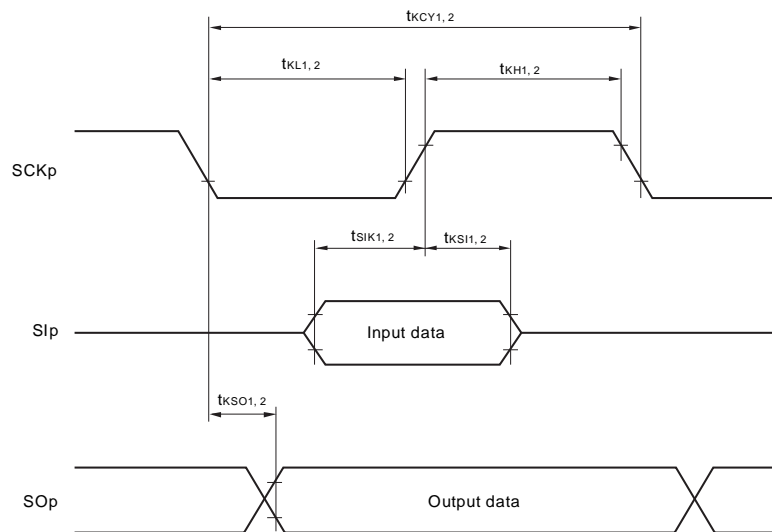 tKCY1, 2
tKL1, 2
tKH1, 2
SCKp
tSIK1, 2
tKSI1, 2
SIp
Input data
tKSO1, 2
SOp
Output data